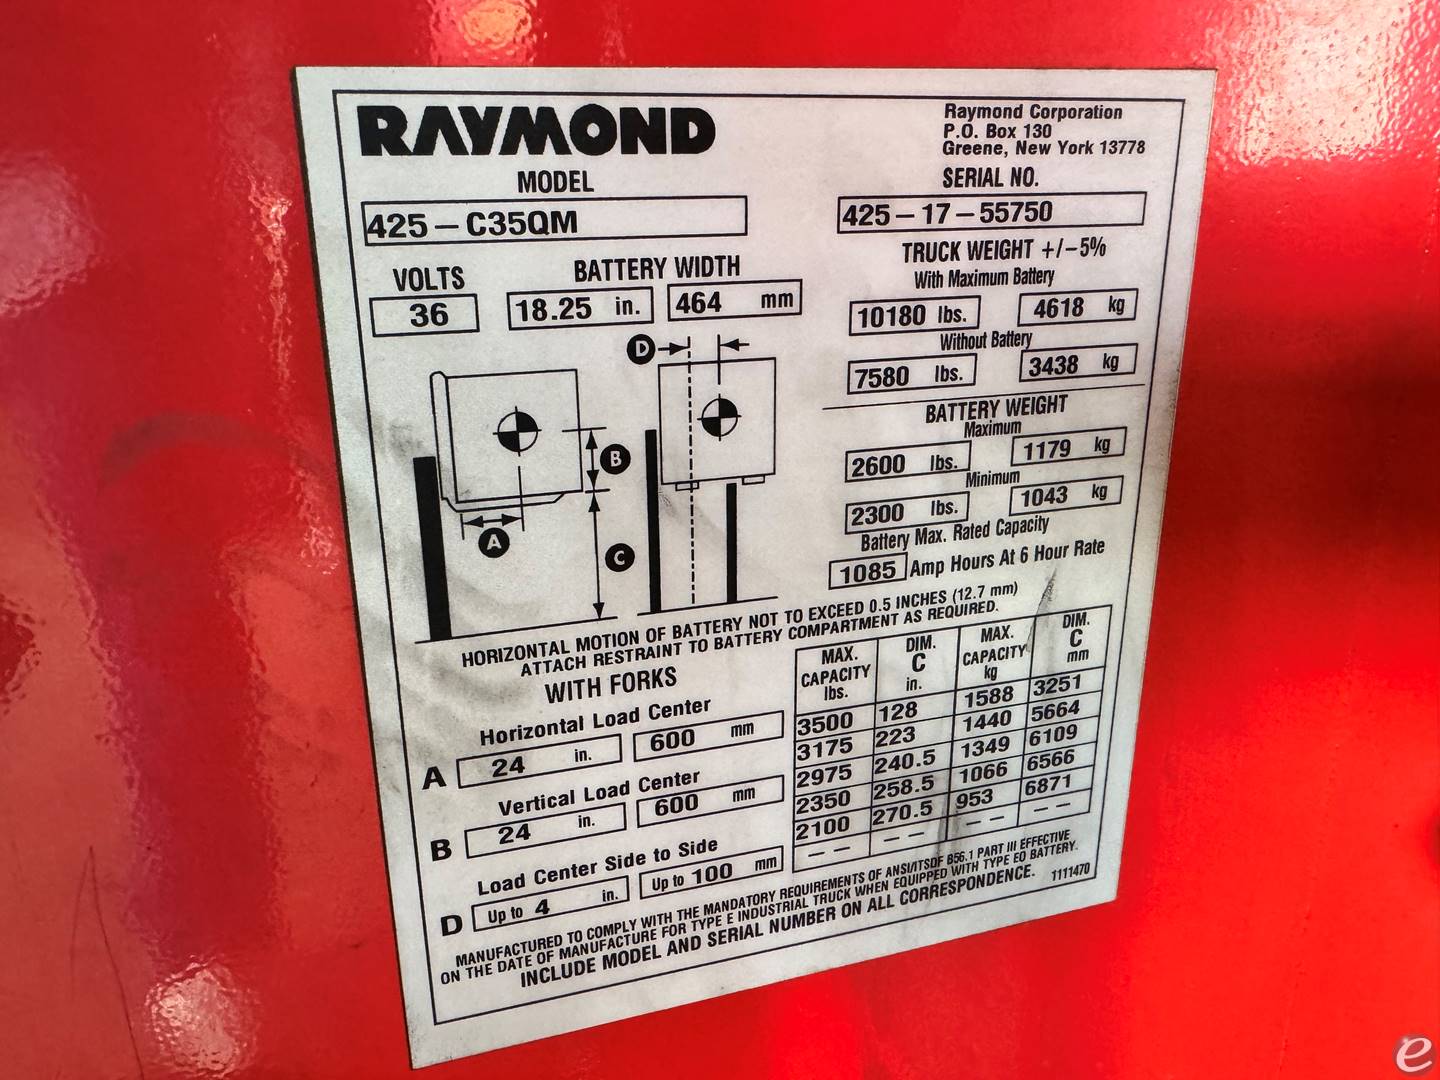 RAYMOND
Raymond Corporation
P.O. Box 130
Greene, New York 13778
MODEL
425-C35QM
SERIAL NO.
425-17-55750
VOLTS
36
BATTERY WIDTH
18.25 in. 464 mm
TRUCK WEIGHT +/-5%
With Maximum Battery
10180 lbs. 4618 kg
Without Battery
7580 lbs. 3438 kg
BATTERY WEIGHT
Maximum
2600 lbs. 1179 kg
Minimum
2300 lbs. 1043 kg
Battery Max. Rated Capacity
1085 Amp Hours At 6 Hour Rate
D
B
A
C
HORIZONTAL MOTION OF BATTERY NOT TO EXCEED 0.5 INCHES (12.7 mm)
ATTACH RESTRAINT TO BATTERY COMPARTMENT AS REQUIRED.
WITH FORKS
Horizontal Load Center
A 24 in. 600 mm
Vertical Load Center
B 24 in. 600 mm
Load Center Side to Side
D Up to 4 in. Up to 100 mm
MAX. CAPACITY lbs. DIM. C in. MAX. CAPACITY kg DIM. C mm
3500 128 1588 3251
3175 223 1440 5664
2975 240.5 1349 6109
2350 258.5 1066 6566
2100 270.5 953 6871
-- -- -- --
MANUFACTURED TO COMPLY WITH THE MANDATORY REQUIREMENTS OF ANSI/ITSDF B56.1 PART III EFFECTIVE
ON THE DATE OF MANUFACTURE FOR TYPE E INDUSTRIAL TRUCK WHEN EQUIPPED WITH TYPE EO BATTERY.
INCLUDE MODEL AND SERIAL NUMBER ON ALL CORRESPONDENCE. 1111470
e